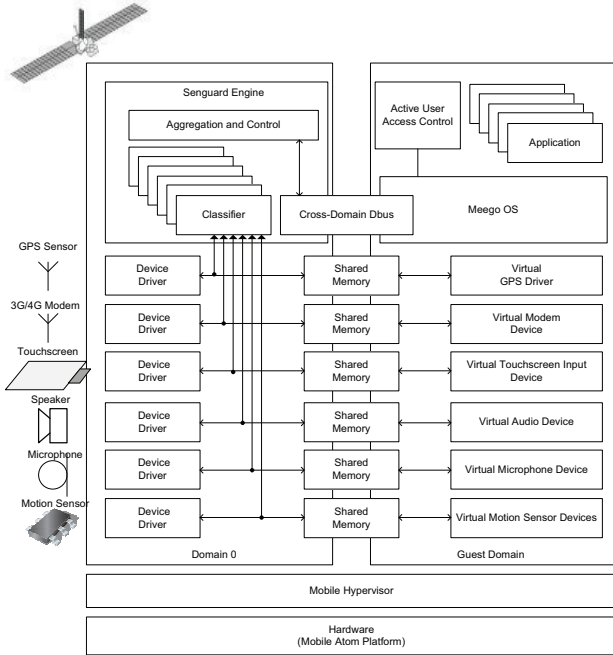 Senguard Engine
Aggregation and Control
Classifier
Cross-Domain Dbus
Active User
Access Control
Application
Meego OS
GPS Sensor
Device
Driver
Shared
Memory
Virtual
GPS Driver
3G/4G Modem
Device
Driver
Shared
Memory
Virtual Modem
Device
Touchscreen
Device
Driver
Shared
Memory
Virtual Touchscreen Input
Device
Speaker
Device
Driver
Shared
Memory
Virtual Audio Device
Microphone
Device
Driver
Shared
Memory
Virtual Microphone Device
Motion Sensor
Device
Driver
Shared
Memory
Virtual Motion Sensor Devices
Domain 0
Guest Domain
Mobile Hypervisor
Hardware
(Mobile Atom Platform)